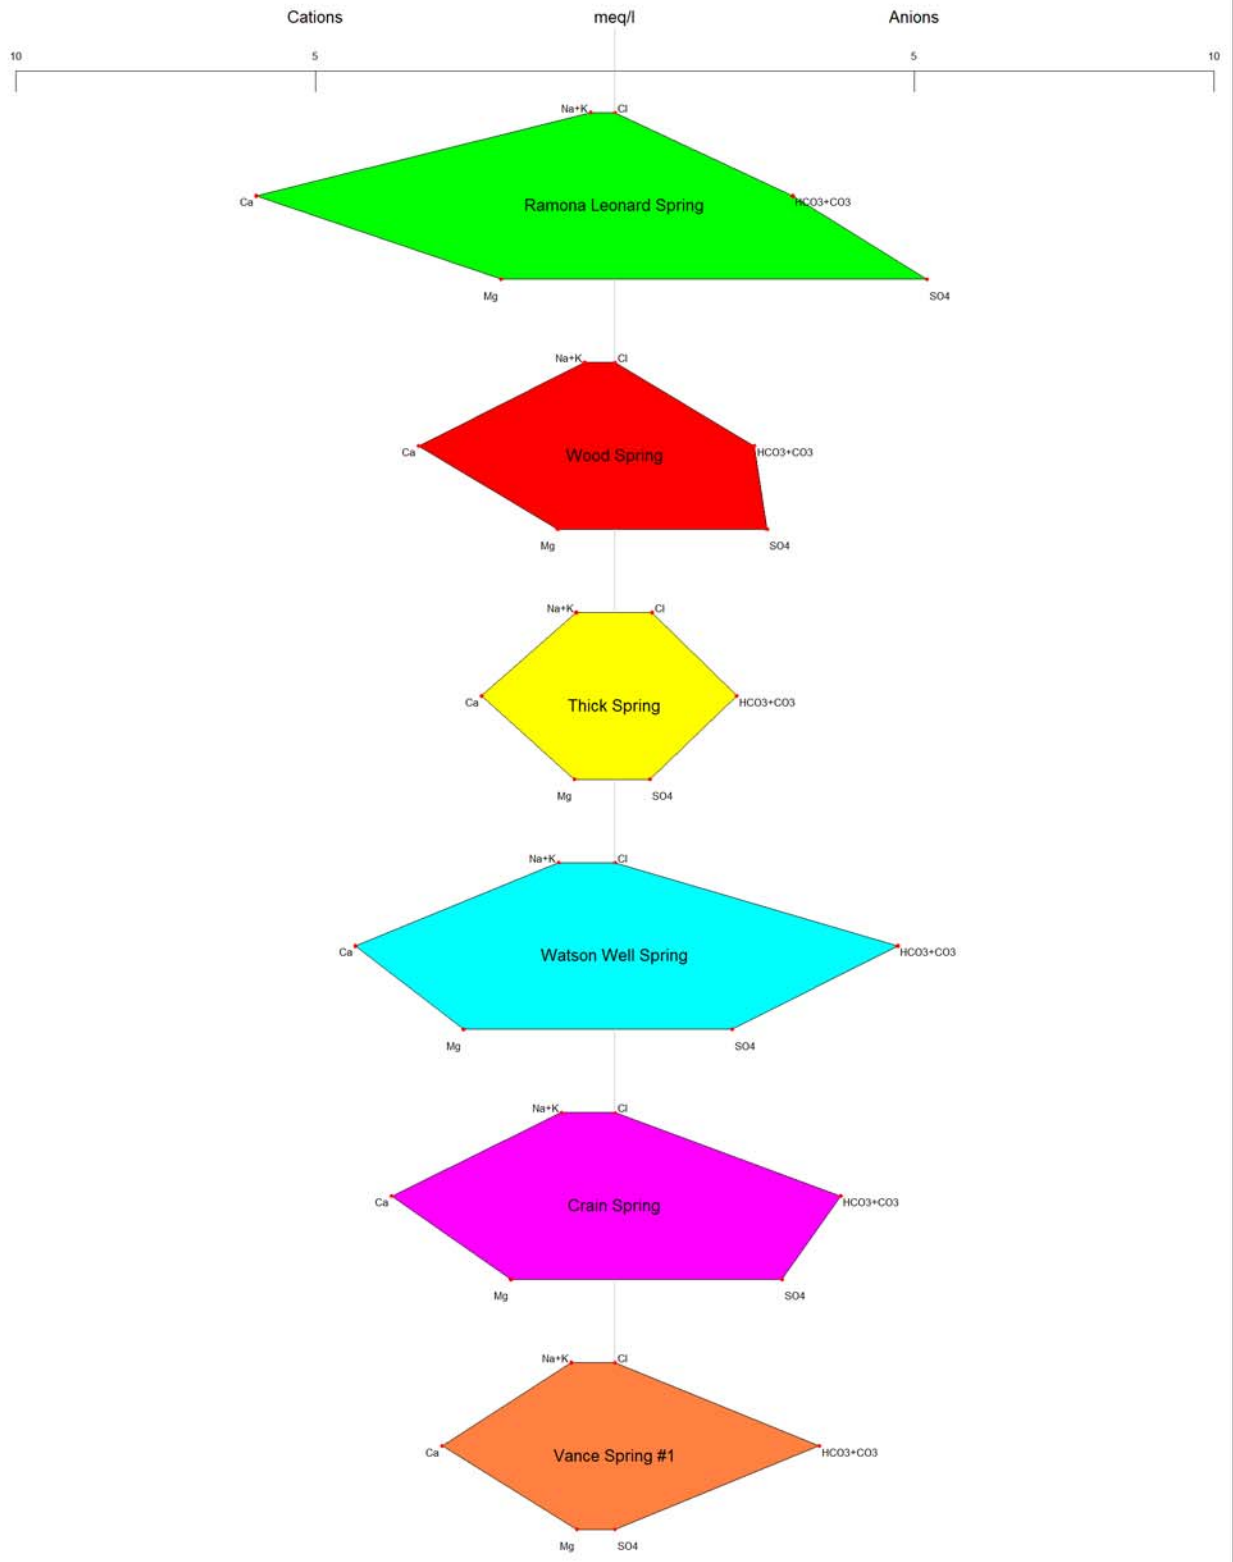 Cations meq/l Anions
10 5 5 10
Na+K Cl
Ca Ramona Leonard Spring HCO3+CO3
Mg SO4
Na+K Cl
Ca Wood Spring HCO3+CO3
Mg SO4
Na+K Cl
Ca Thick Spring HCO3+CO3
Mg SO4
Na+K Cl
Ca Watson Well Spring HCO3+CO3
Mg SO4
Na+K Cl
Ca Crain Spring HCO3+CO3
Mg SO4
Na+K Cl
Ca Vance Spring #1 HCO3+CO3
Mg SO4